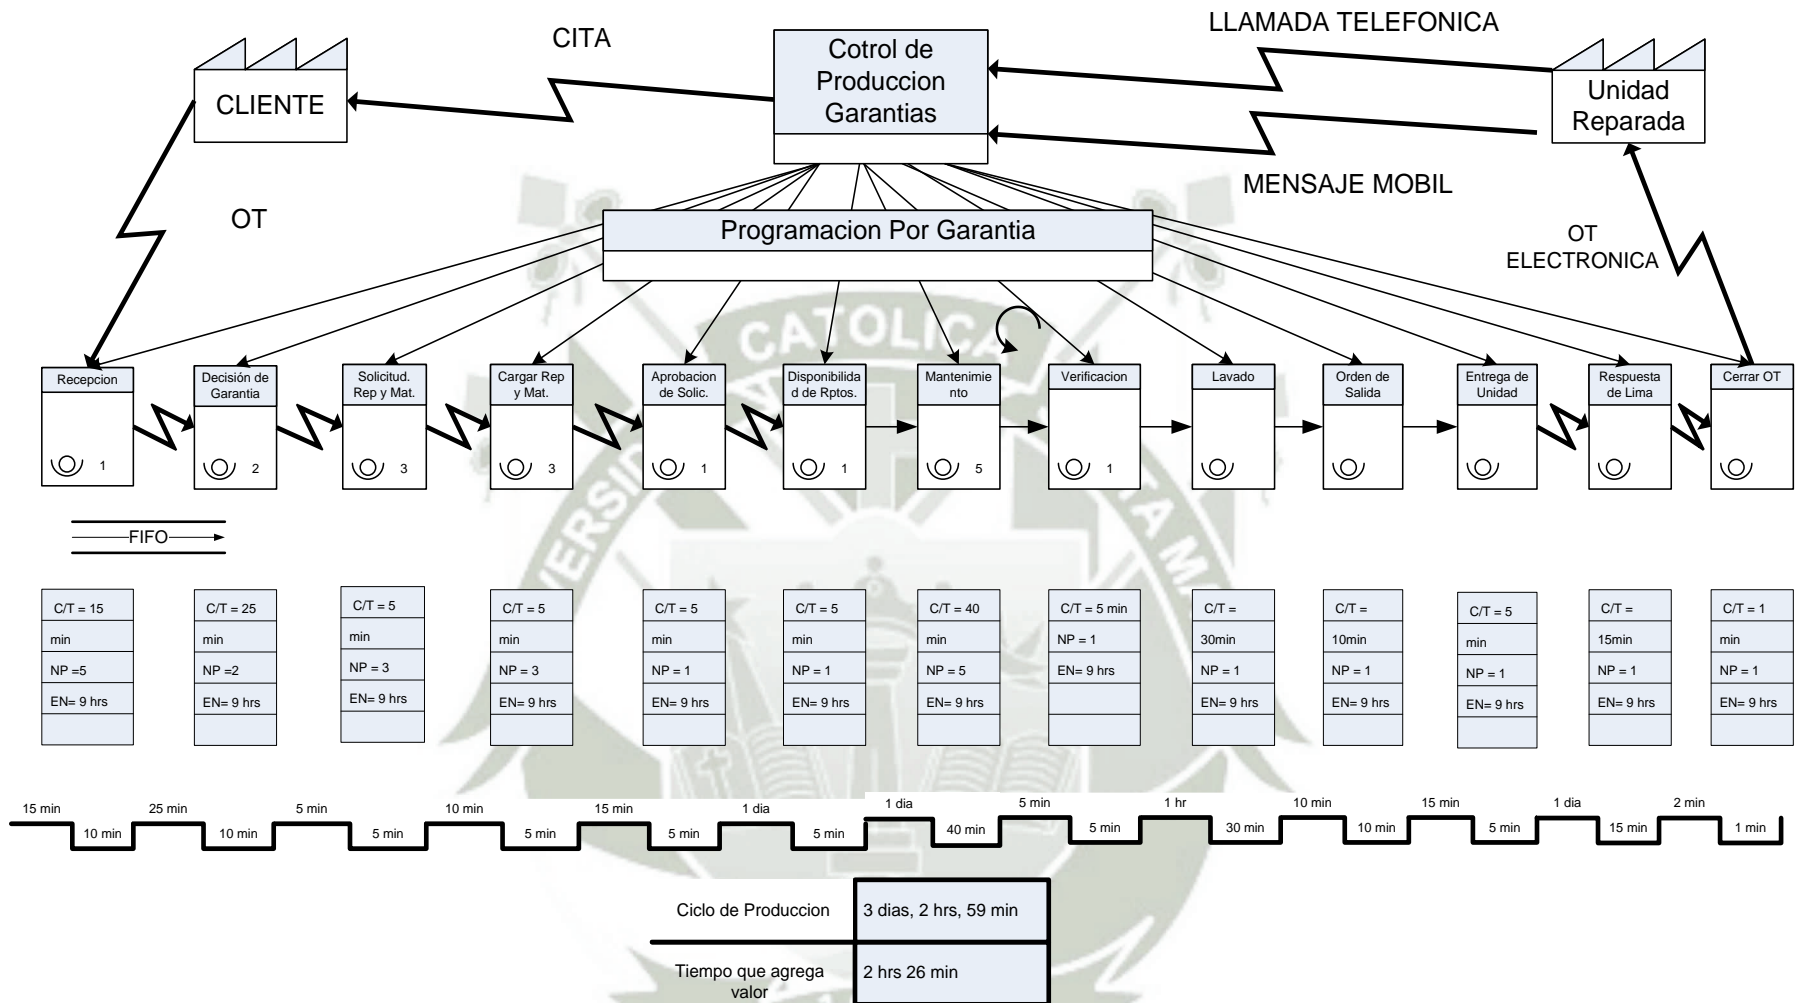 CITA
LLAMADA TELEFONICA
CLIENTE
Cotrol de
Produccion
Garantias
Unidad
Reparada
MENSAJE MOBIL
OT
Programacion Por Garantia
OT
ELECTRONICA
CATOLICA
Recepcion
1
Decisión de
Garantia
2
Solicitud.
Rep y Mat.
3
Cargar Rep
y Mat.
3
Aprobacion
de Solic.
1
Disponibilida
d de Rptos.
1
Mantenimie
nto
5
Verificacion
1
Lavado
Orden de
Salida
Entrega de
Unidad
Respuesta
de Lima
Cerrar OT
FIFO
C/T = 15
min
NP =5
EN= 9 hrs
C/T = 25
min
NP =2
EN= 9 hrs
C/T = 5
min
NP = 3
EN= 9 hrs
C/T = 5
min
NP = 3
EN= 9 hrs
C/T = 5
min
NP = 1
EN= 9 hrs
C/T = 5
min
NP = 1
EN= 9 hrs
C/T = 40
min
NP = 5
EN= 9 hrs
C/T = 5 min
NP = 1
EN= 9 hrs
C/T =
30min
NP = 1
EN= 9 hrs
C/T =
10min
NP = 1
EN= 9 hrs
C/T = 5
min
NP = 1
EN= 9 hrs
C/T =
15min
NP = 1
EN= 9 hrs
C/T = 1
min
NP = 1
EN= 9 hrs
15 min
10 min
25 min
10 min
5 min
5 min
10 min
5 min
15 min
5 min
1 dia
5 min
1 dia
40 min
5 min
5 min
1 hr
30 min
10 min
10 min
15 min
5 min
1 dia
15 min
2 min
1 min
Ciclo de Produccion
3 dias, 2 hrs, 59 min
Tiempo que agrega
valor
2 hrs 26 min